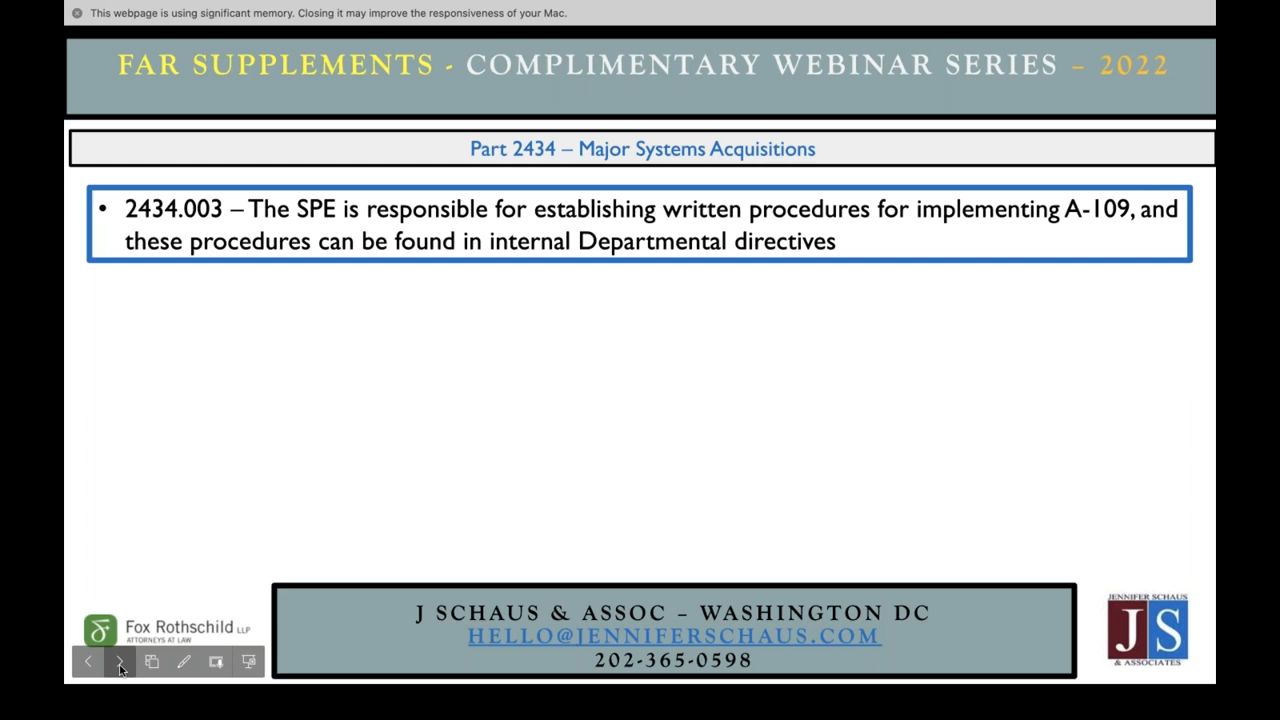 This webpage is using significant memory. Closing it may improve the responsiveness of your Mac.
FAR SUPPLEMENTS - COMPLIMENTARY WEBINAR SERIES – 2022
Part 2434 – Major Systems Acquisitions
• 2434.003 – The SPE is responsible for establishing written procedures for implementing A-109, and
these procedures can be found in internal Departmental directives
Fox Rothschild LLP
ATTORNEYS AT LAW
J SCHAUS & ASSOC – WASHINGTON DC
HELLO@JENNIFERSCHAUS.COM
202-365-0598
JENNIFER SCHAUS
JS
& ASSOCIATES